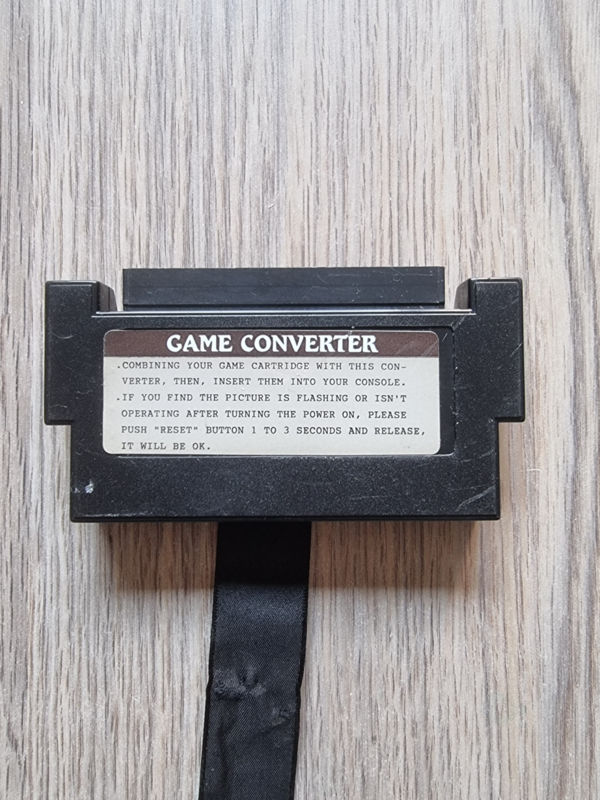 GAME CONVERTER
.COMBINING YOUR GAME CARTRIDGE WITH THIS CON-
VERTER, THEN, INSERT THEM INTO YOUR CONSOLE.
.IF YOU FIND THE PICTURE IS FLASHING OR ISN'T
OPERATING AFTER TURNING THE POWER ON, PLEASE
PUSH "RESET" BUTTON 1 TO 3 SECONDS AND RELEASE,
IT WILL BE OK.